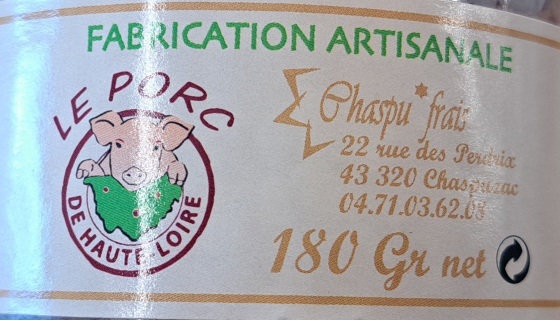 FABRICATION ARTISANALE
LE PORC
DE HAUTE LOIRE
Chaspu*frais
22 rue des Perdrix
43 320 Chaspuzac
04.71.03.62.08
180 Gr net